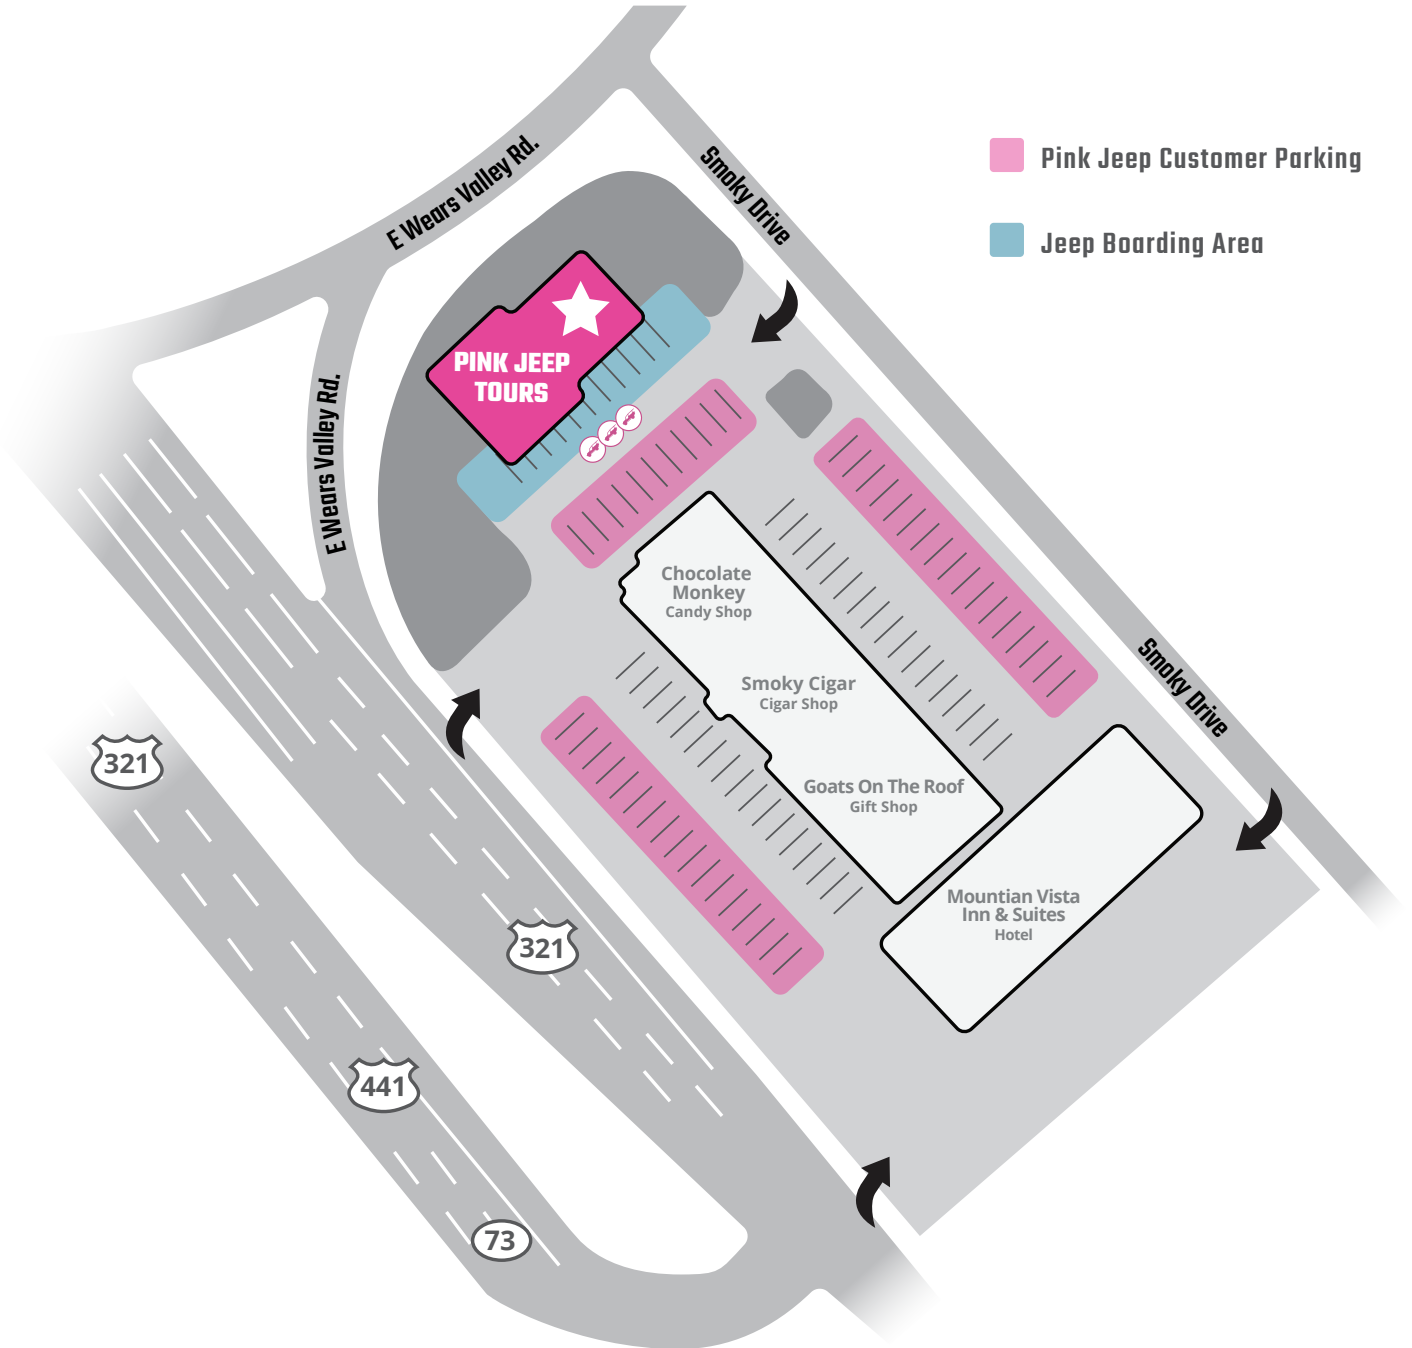 E Wears Valley Rd.
Smoky Drive
Pink Jeep Customer Parking
Jeep Boarding Area
PINK JEEP
TOURS
E Wears Valley Rd.
Chocolate
Monkey
Candy Shop
Smoky Cigar
Cigar Shop
Goats On The Roof
Gift Shop
Smoky Drive
Mountian Vista
Inn & Suites
Hotel
321
321
441
73